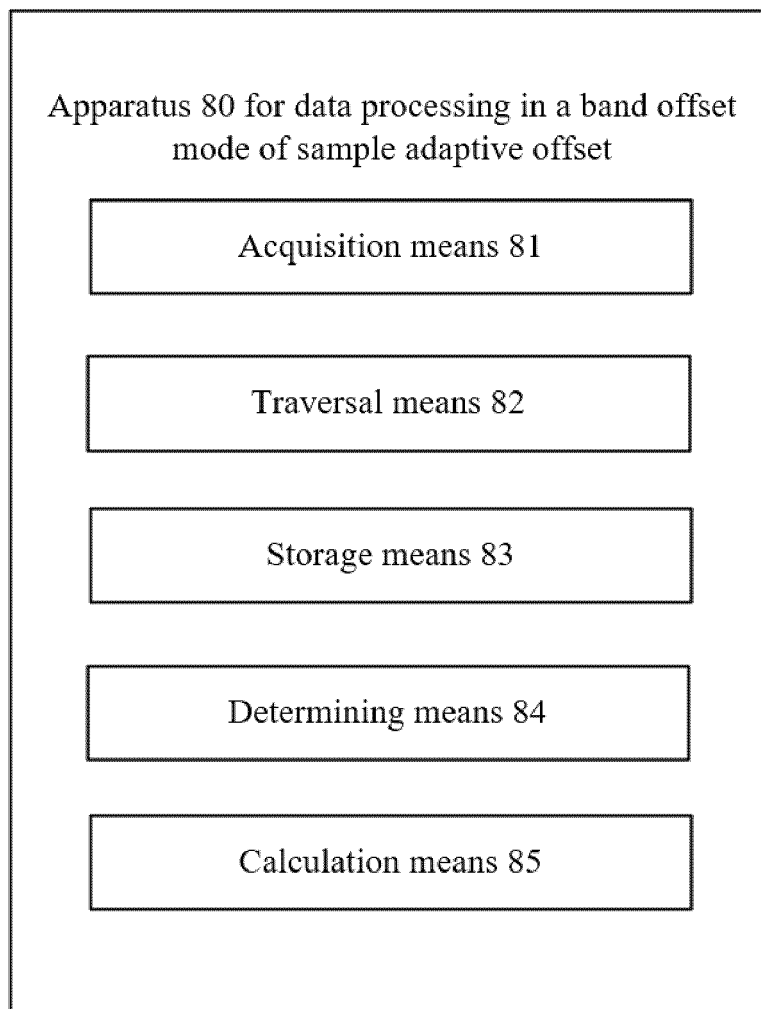 Apparatus 80 for data processing in a band offset
mode of sample adaptive offset
Acquisition means 81
Traversal means 82
Storage means 83
Determining means 84
Calculation means 85